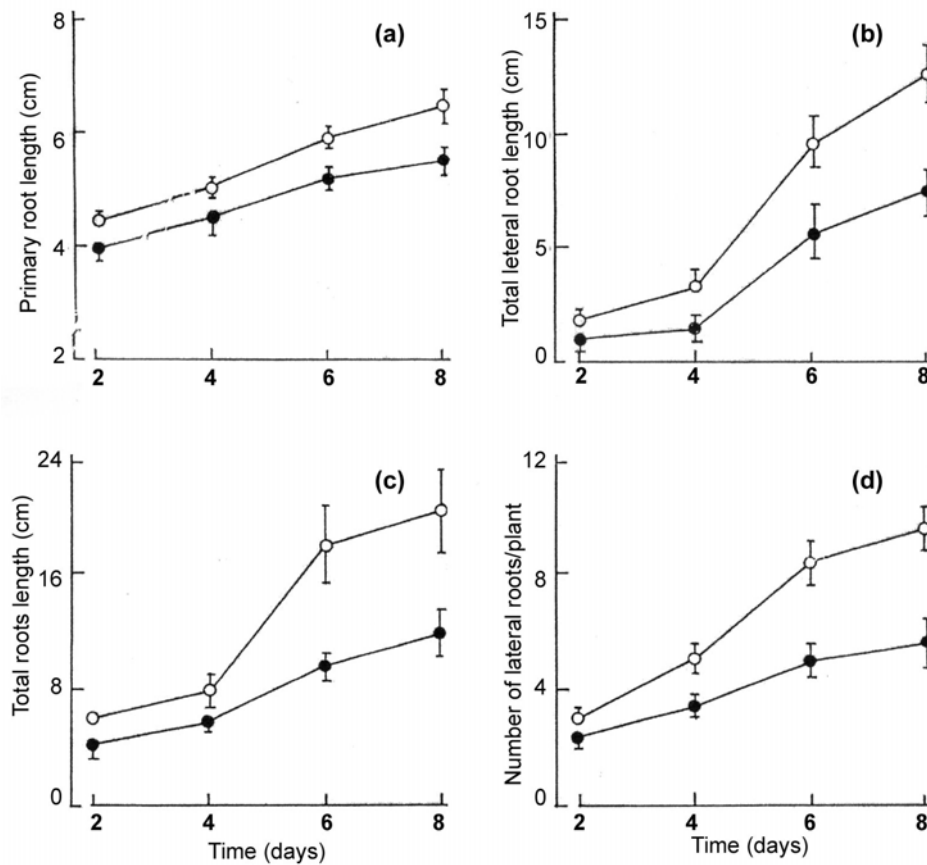 (a)
Primary root length (cm)
8
6
4
2
2 4 6 8
(b)
Total leteral root length (cm)
15
10
5
0
2 4 6 8
(c)
Total roots length (cm)
24
16
8
0
2 4 6 8
Time (days)
(d)
Number of lateral roots/plant
12
8
4
0
2 4 6 8
Time (days)